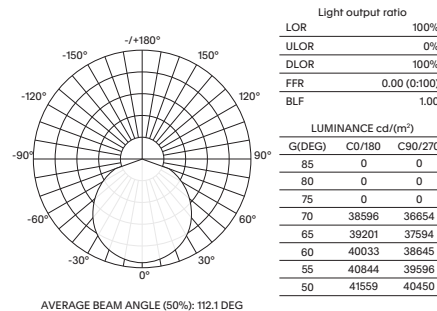 -/+180°
-150°
150°
-120°
120°
-90°
90°
-60°
60°
-30°
30°
0°
AVERAGE BEAM ANGLE (50%): 112.1 DEG
Light output ratio
LOR 100%
ULOR 0%
DLOR 100%
FFR 0.00 (0:100)
BLF 1.00
LUMINANCE cd/(m²)
G(DEG) C0/180 C90/270
85 0 0
80 0 0
75 0 0
70 38596 36654
65 39201 37594
60 40033 38645
55 40844 39596
50 41559 40450